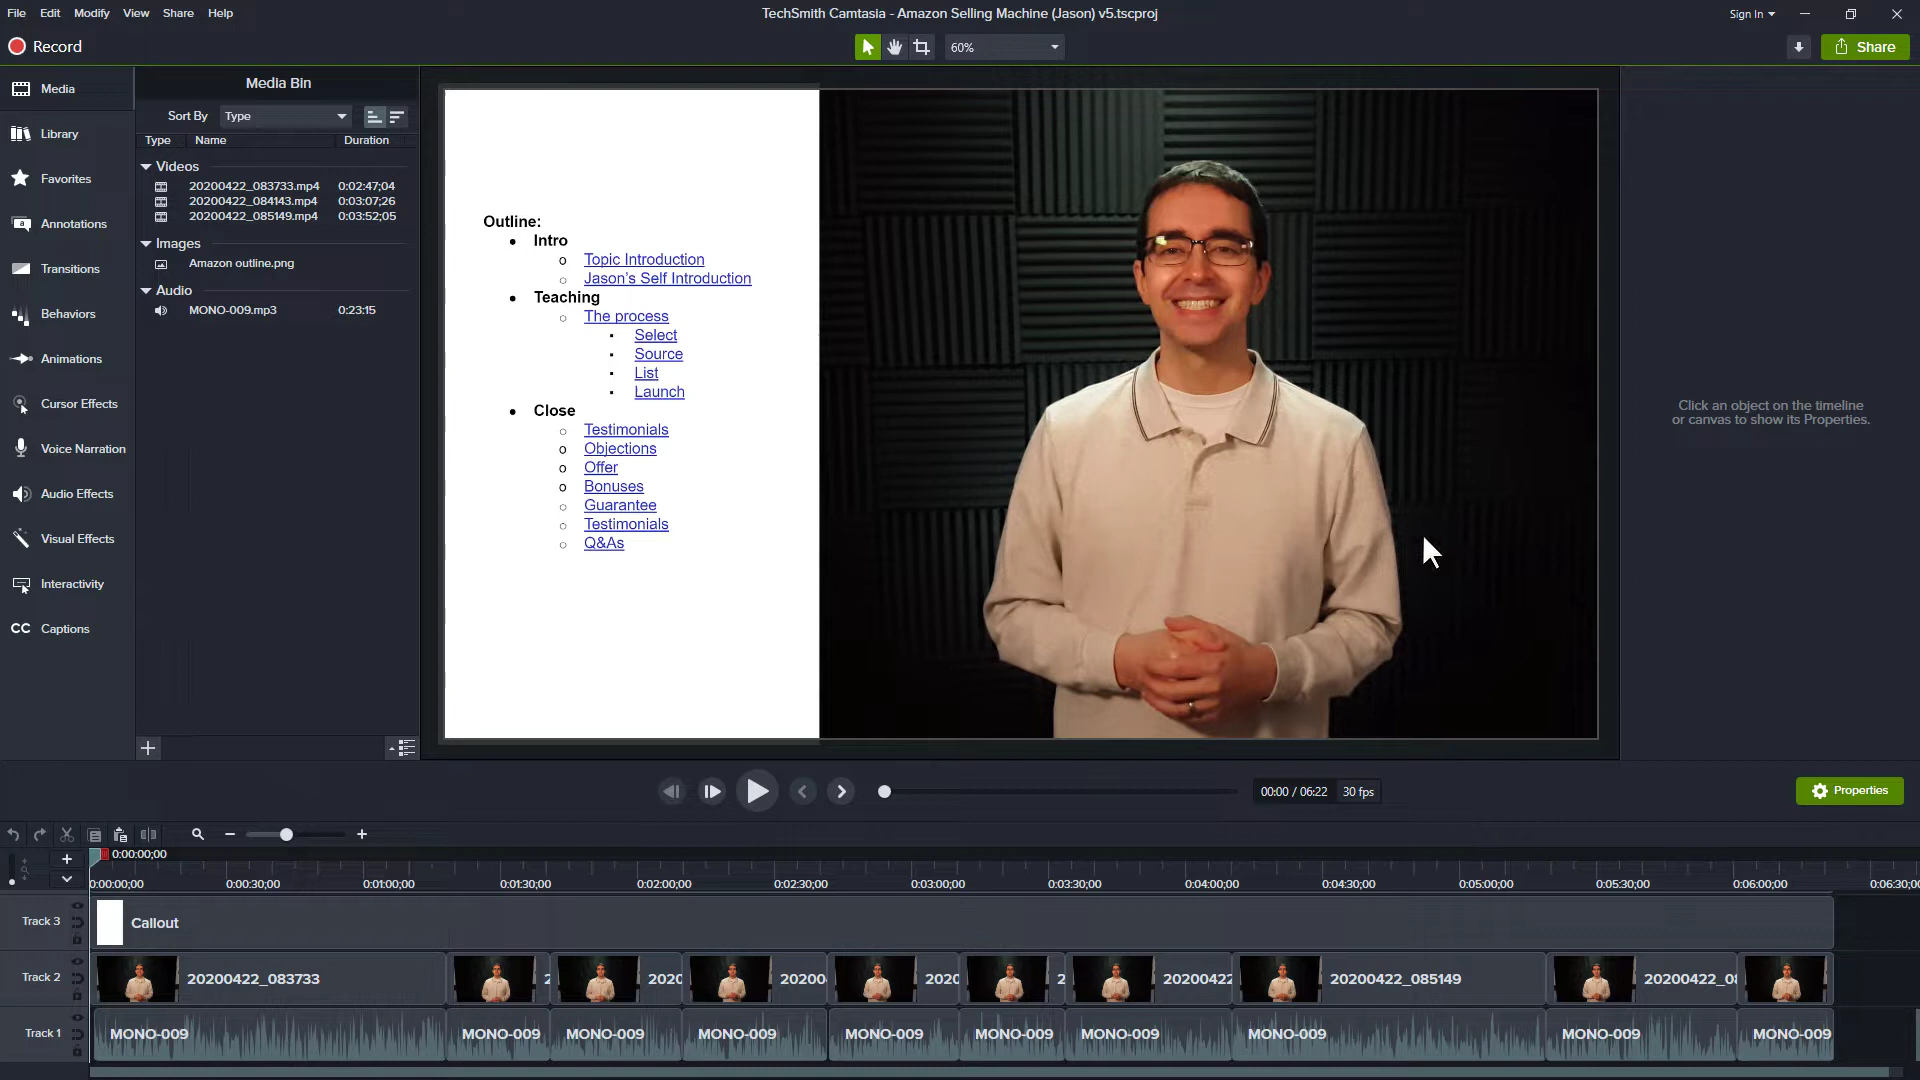 File Edit Modify View Share Help
TechSmith Camtasia - Amazon Selling Machine (Jason) v5.tscproj
Sign In
Record
60%
Share
Media
Library
Favorites
Annotations
Transitions
Behaviors
Animations
Cursor Effects
Voice Narration
Audio Effects
Visual Effects
Interactivity
CC Captions
Media Bin
Sort By Type
Type Name Duration
Videos
20200422_083733.mp4 0:02:47;04
20200422_084143.mp4 0:03:07;26
20200422_085149.mp4 0:03:52;05
Images
Amazon outline.png
Audio
MONO-009.mp3 0:23:15
Outline:
• Intro
o Topic Introduction
o Jason's Self Introduction
• Teaching
o The process
▪ Select
▪ Source
▪ List
▪ Launch
• Close
o Testimonials
o Objections
o Offer
o Bonuses
o Guarantee
o Testimonials
o Q&As
Click an object on the timeline
or canvas to show its Properties.
00:00 / 06:22 30 fps
Properties
0:00:00;00
0:00:00;00 0:00:30;00 0:01:00;00 0:01:30;00 0:02:00;00 0:02:30;00 0:03:00;00 0:03:30;00 0:04:00;00 0:04:30;00 0:05:00;00 0:05:30;00 0:06:00;00 0:06:30;00
Track 3 Callout
Track 2 20200422_083733 2 202C 2020 202C 2 2020422 20200422_085149 20200422_08
Track 1 MONO-009 MONO-009 MONO-009 MONO-009 MONO-009 MONO-009 MONO-009 MONO-009 MONO-009 MONO-009